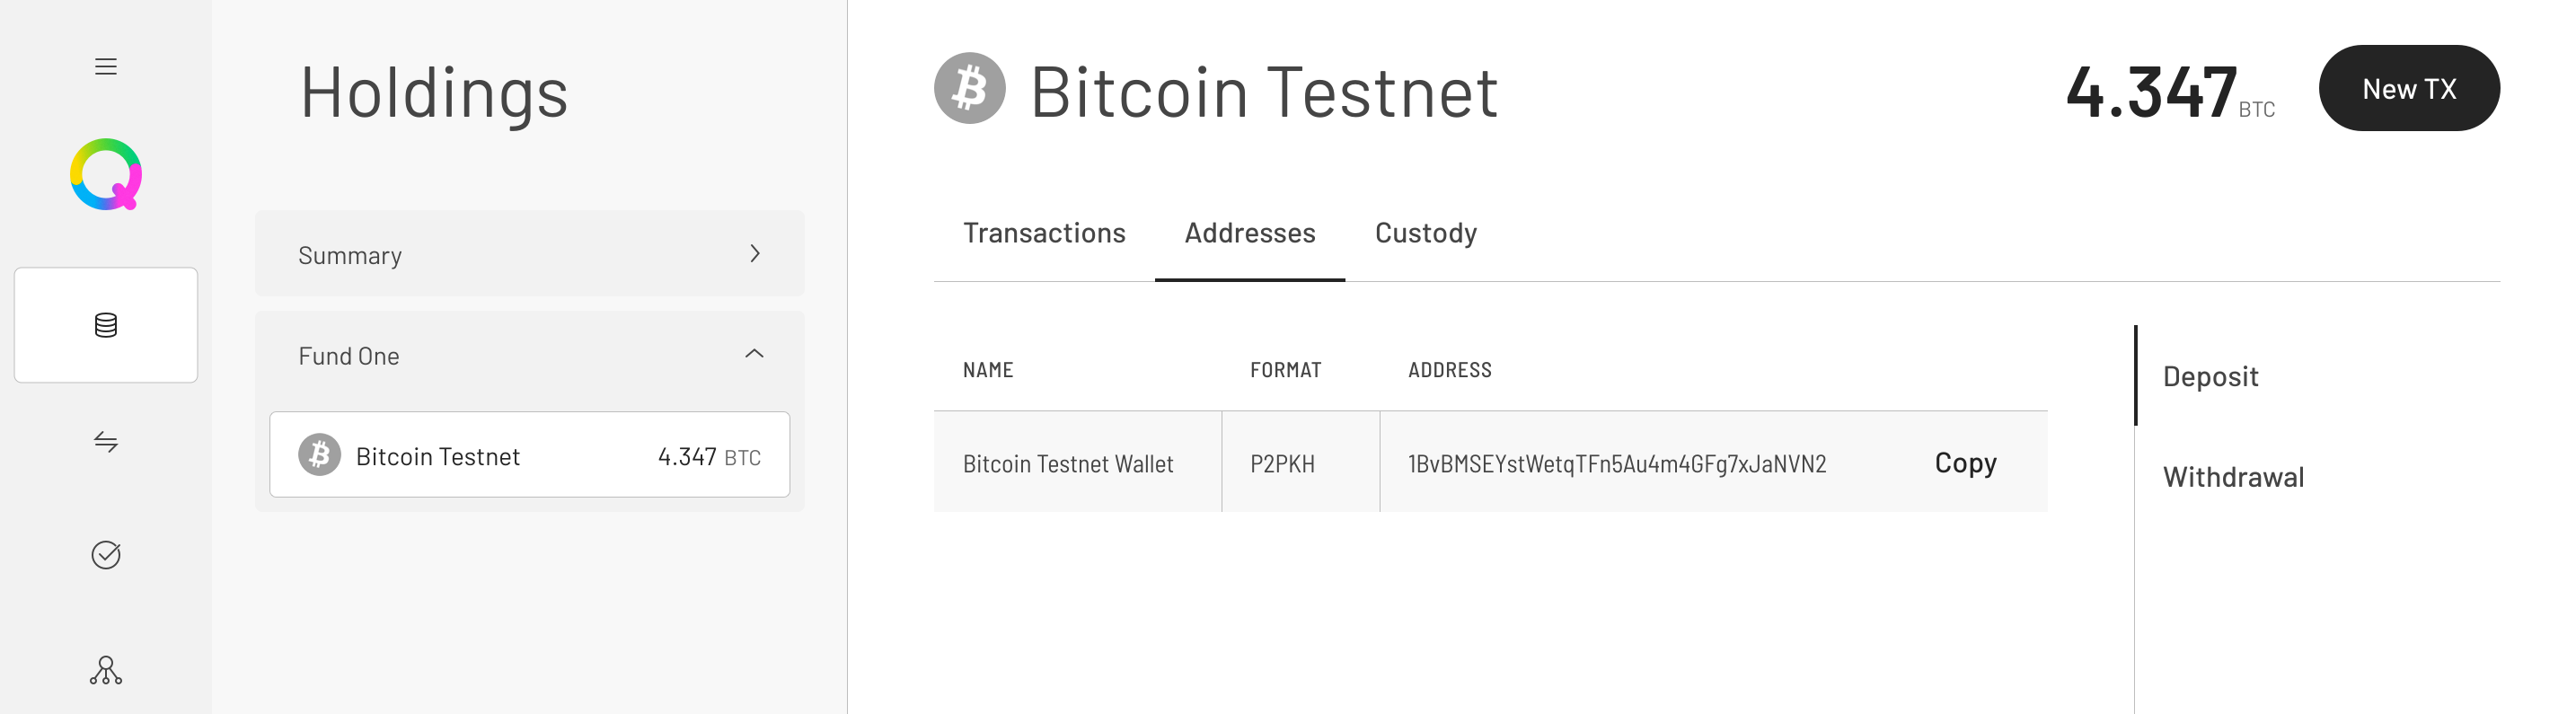 Holdings
Summary
Fund One
Bitcoin Testnet 4.347 BTC
Bitcoin Testnet
4.347 BTC
New TX
Transactions Addresses Custody
NAME FORMAT ADDRESS
Bitcoin Testnet Wallet P2PKH 1BvBMSEYstWetqTFn5Au4m4GFg7xJaNVN2 Copy
Deposit
Withdrawal